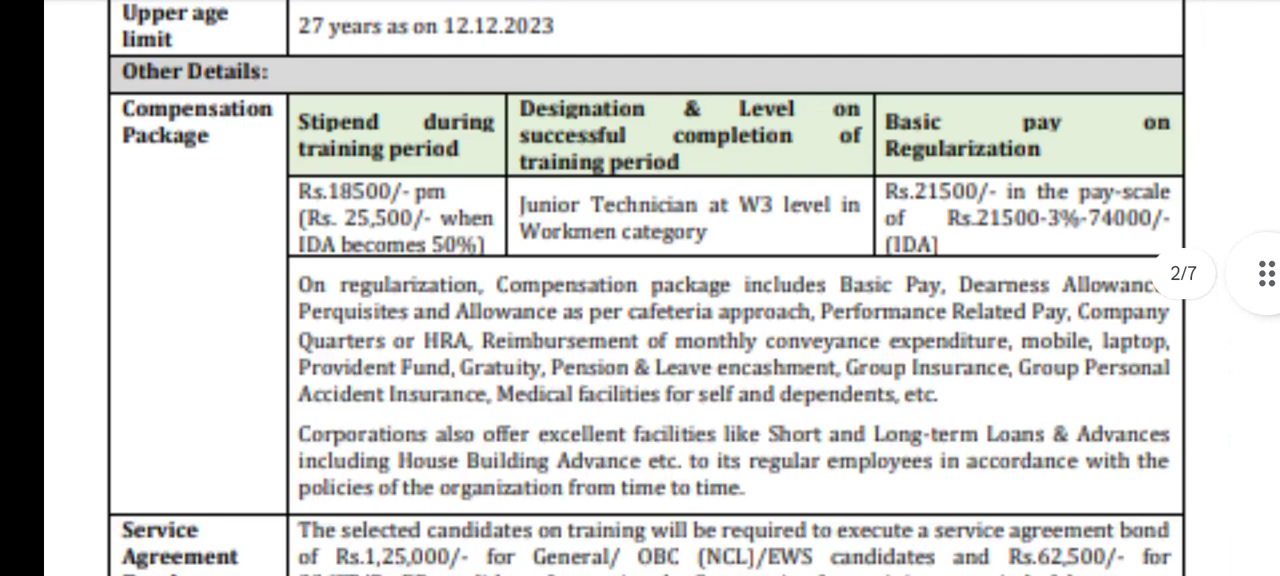 Upper age
limit
27 years as on 12.12.2023
Other Details:
Compensation
Package
Stipend during
training period
Designation & Level on
successful completion of
training period
Basic pay on
Regularization
Rs.18500/- pm
(Rs. 25,500/- when
IDA becomes 50%)
Junior Technician at W3 level in
Workmen category
Rs.21500/- in the pay-scale
of Rs.21500-3%-74000/-
(IDA)
2/7
On regularization, Compensation package includes Basic Pay, Dearness
Perquisites and Allowance as per cafeteria approach, Performance Related Pay, Company
Quarters or HRA, Reimbursement of monthly conveyance expenditure, mobile, laptop,
Provident Fund, Gratuity, Pension & Leave encashment, Group Insurance, Group Personal
Accident Insurance, Medical facilities for self and dependents, etc.
Corporations also offer excellent facilities like Short and Long-term Loans & Advances
including House Building Advance etc. to its regular employees in accordance with the
policies of the organization from time to time.
Service
Agreement
The selected candidates on training will be required to execute a service agreement bond
of Rs.1,25,000/- for General/ OBC (NCL)/EWS candidates and Rs.62,500/- for